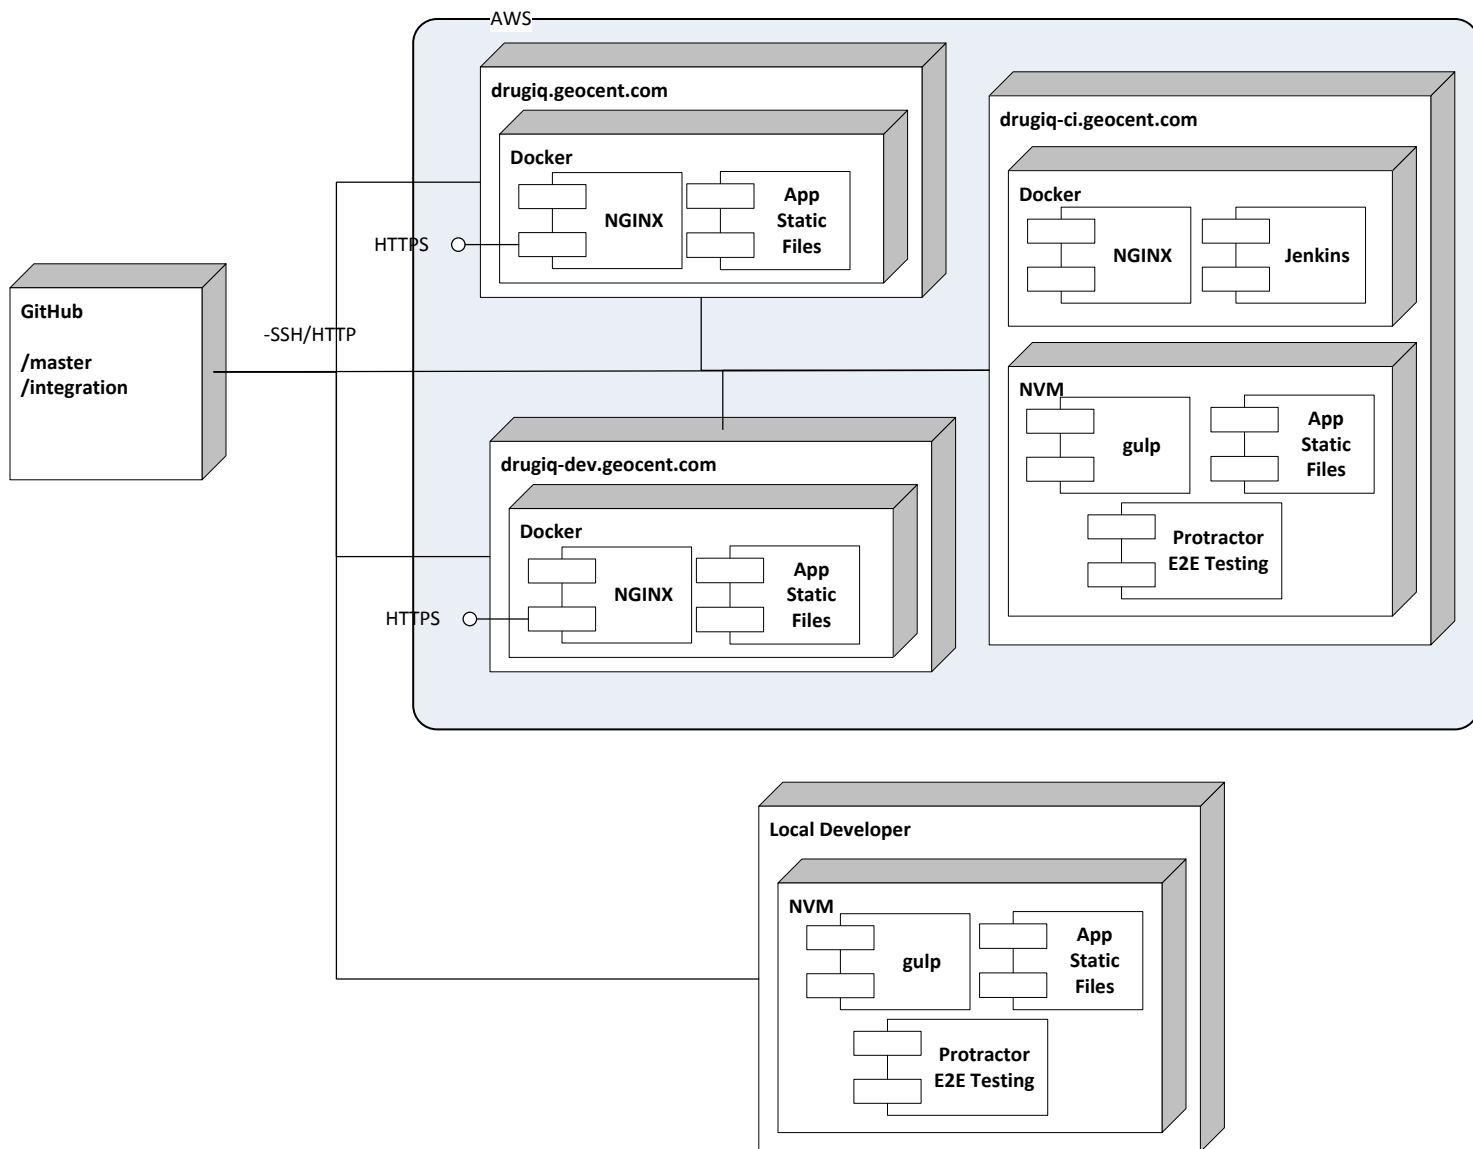 AWS
drugiq.geocent.com
Docker
NGINX
App
Static
Files
HTTPS
drugiq-ci.geocent.com
Docker
NGINX
Jenkins
NVM
gulp
App
Static
Files
Protractor
E2E Testing
GitHub
/master
/integration
-SSH/HTTP
drugiq-dev.geocent.com
Docker
NGINX
App
Static
Files
HTTPS
Local Developer
NVM
gulp
App
Static
Files
Protractor
E2E Testing